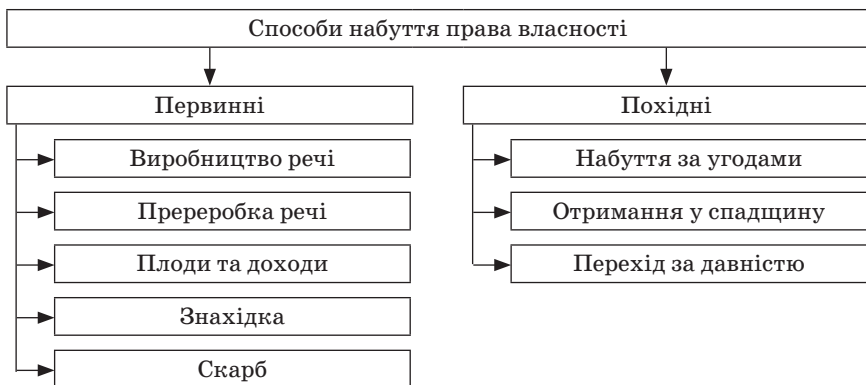 Способи набуття права власності
Первинні
Виробництво речі
Пререробка речі
Плоди та доходи
Знахідка
Скарб
Похідні
Набуття за угодами
Отримання у спадщину
Перехід за давністю